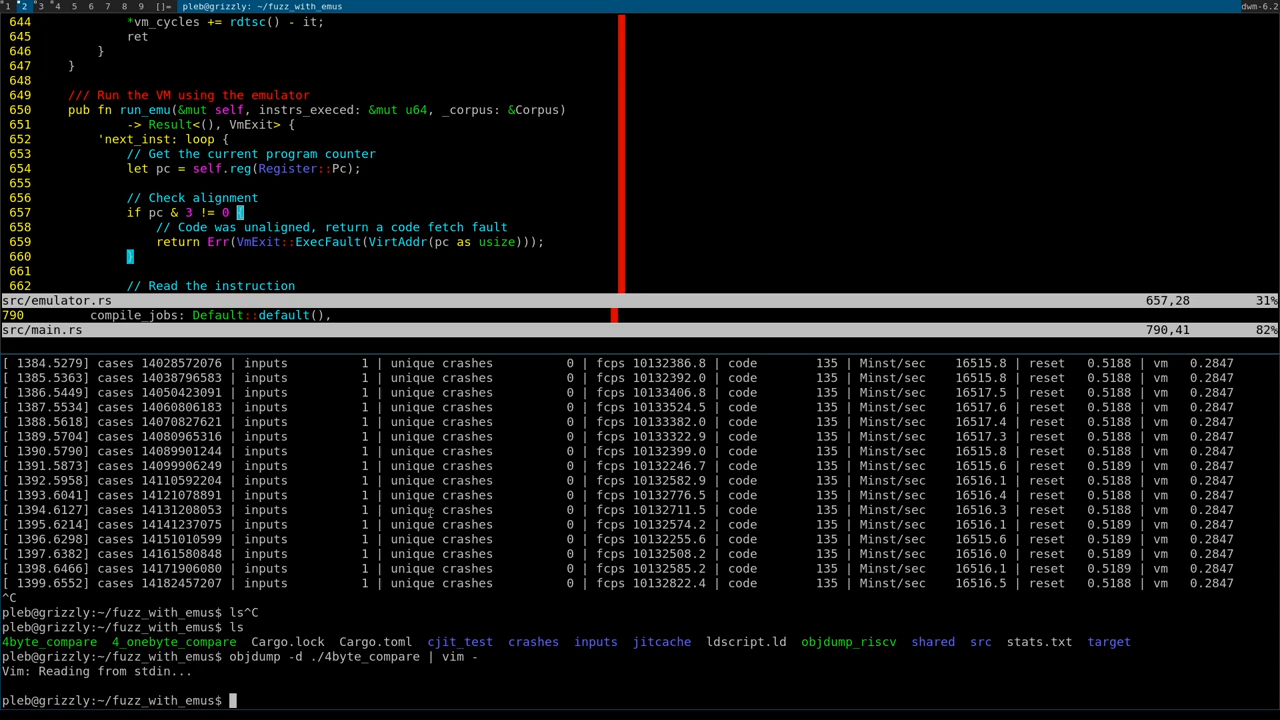 1 2 3 4 5 6 7 8 9 []= pleb@grizzly: ~/fuzz_with_emus dwm-6.2
644 *vm_cycles += rdtsc() - it;
645 ret
646 }
647 }
648
649 /// Run the VM using the emulator
650 pub fn run_emu(&mut self, instrs_execed: &mut u64, _corpus: &Corpus)
651 -> Result<(), VmExit> {
652 'next_inst: loop {
653 // Get the current program counter
654 let pc = self.reg(Register::Pc);
655
656 // Check alignment
657 if pc & 3 != 0 {
658 // Code was unaligned, return a code fetch fault
659 return Err(VmExit::ExecFault(VirtAddr(pc as usize)));
660 }
661
662 // Read the instruction
src/emulator.rs 657,28 31%
790 compile_jobs: Default::default(),
src/main.rs 790,41 82%
[ 1384.5279] cases 14028572076 | inputs 1 | unique crashes 0 | fcps 10132386.8 | code 135 | Minst/sec 16515.8 | reset 0.5188 | vm 0.2847
[ 1385.5363] cases 14038796583 | inputs 1 | unique crashes 0 | fcps 10132392.0 | code 135 | Minst/sec 16515.8 | reset 0.5188 | vm 0.2847
[ 1386.5449] cases 14050423091 | inputs 1 | unique crashes 0 | fcps 10133406.8 | code 135 | Minst/sec 16517.5 | reset 0.5188 | vm 0.2847
[ 1387.5534] cases 14060806183 | inputs 1 | unique crashes 0 | fcps 10133524.5 | code 135 | Minst/sec 16517.6 | reset 0.5188 | vm 0.2847
[ 1388.5618] cases 14070827621 | inputs 1 | unique crashes 0 | fcps 10133382.0 | code 135 | Minst/sec 16517.4 | reset 0.5188 | vm 0.2847
[ 1389.5704] cases 14080965316 | inputs 1 | unique crashes 0 | fcps 10133322.9 | code 135 | Minst/sec 16517.3 | reset 0.5188 | vm 0.2847
[ 1390.5790] cases 14089901244 | inputs 1 | unique crashes 0 | fcps 10132399.0 | code 135 | Minst/sec 16515.8 | reset 0.5188 | vm 0.2847
[ 1391.5873] cases 14099906249 | inputs 1 | unique crashes 0 | fcps 10132246.7 | code 135 | Minst/sec 16515.6 | reset 0.5189 | vm 0.2847
[ 1392.5958] cases 14110592204 | inputs 1 | unique crashes 0 | fcps 10132582.9 | code 135 | Minst/sec 16516.1 | reset 0.5189 | vm 0.2847
[ 1393.6041] cases 14121078891 | inputs 1 | unique crashes 0 | fcps 10132776.5 | code 135 | Minst/sec 16516.4 | reset 0.5188 | vm 0.2847
[ 1394.6127] cases 14131208053 | inputs 1 | unique crashes 0 | fcps 10132711.5 | code 135 | Minst/sec 16516.3 | reset 0.5188 | vm 0.2847
[ 1395.6214] cases 14141237075 | inputs 1 | unique crashes 0 | fcps 10132574.2 | code 135 | Minst/sec 16516.1 | reset 0.5189 | vm 0.2847
[ 1396.6298] cases 14151010599 | inputs 1 | unique crashes 0 | fcps 10132255.6 | code 135 | Minst/sec 16515.6 | reset 0.5189 | vm 0.2847
[ 1397.6382] cases 14161580848 | inputs 1 | unique crashes 0 | fcps 10132508.2 | code 135 | Minst/sec 16516.0 | reset 0.5189 | vm 0.2847
[ 1398.6466] cases 14171906080 | inputs 1 | unique crashes 0 | fcps 10132585.2 | code 135 | Minst/sec 16516.1 | reset 0.5189 | vm 0.2847
[ 1399.6552] cases 14182457207 | inputs 1 | unique crashes 0 | fcps 10132822.4 | code 135 | Minst/sec 16516.5 | reset 0.5188 | vm 0.2847
^C
pleb@grizzly:~/fuzz_with_emus$ ls^C
pleb@grizzly:~/fuzz_with_emus$ ls
4byte_compare 4_onebyte_compare Cargo.lock Cargo.toml cjit_test crashes inputs jitcache ldscript.ld objdump_riscv shared src stats.txt target
pleb@grizzly:~/fuzz_with_emus$ objdump -d ./4byte_compare | vim -
Vim: Reading from stdin...
pleb@grizzly:~/fuzz_with_emus$